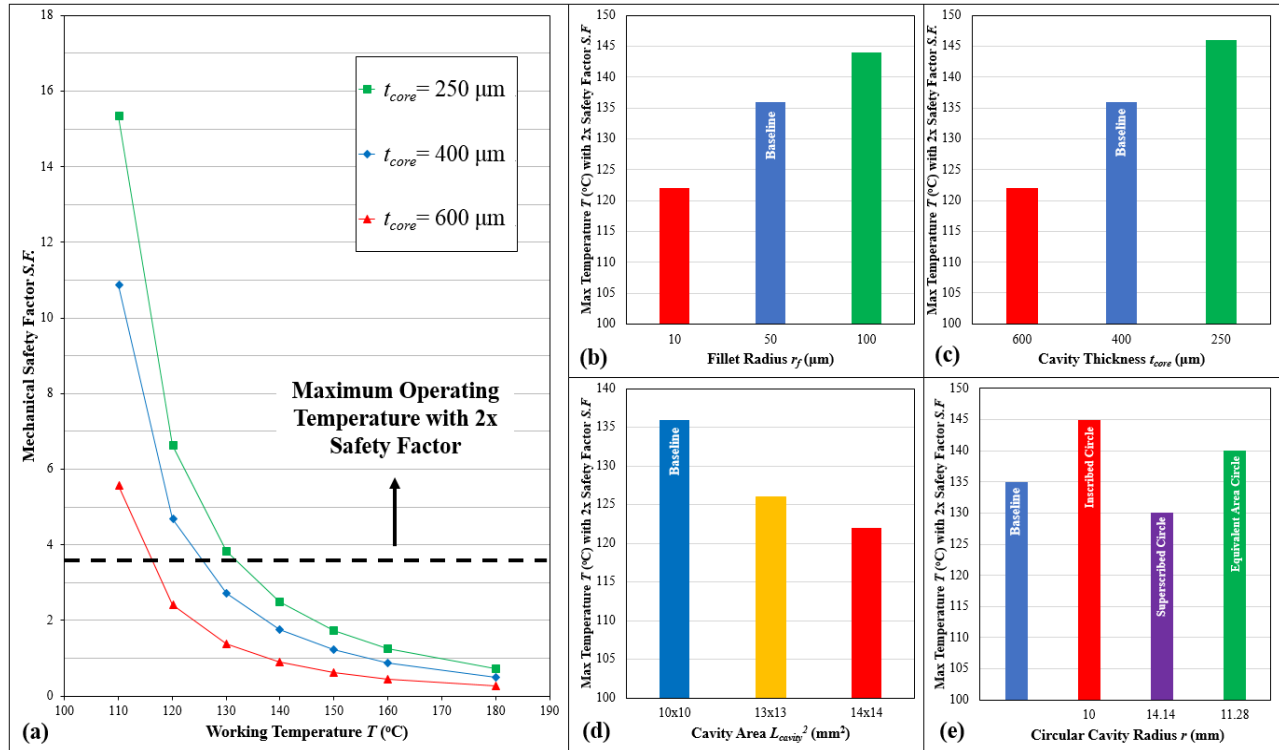 18
16
14
12
10
8
6
4
2
0
Mechanical Safety Factor S.F.
t_core= 250 μm
t_core= 400 μm
t_core= 600 μm
Maximum Operating
Temperature with 2x
Safety Factor
100 110 120 130 140 150 160 170 180 190
(a)
Working Temperature T (°C)
150
145
140
135
130
125
120
115
110
105
100
Max Temperature T (°C) with 2x Safety Factor S.F
Baseline
10 50 100
(b)
Fillet Radius r_f (μm)
150
145
140
135
130
125
120
115
110
105
100
Max Temperature T (°C) with 2x Safety Factor S.F.
Baseline
600 400 250
(c)
Cavity Thickness t_core (μm)
140
135
130
125
120
115
110
105
100
Max Temperature T (°C) with 2x Safety Factor S.F
Baseline
10x10 13x13 14x14
(d)
Cavity Area L_cavity² (mm²)
150
145
140
135
130
125
120
115
110
105
100
Max Temperature T (°C) with 2x Safety Factor S.F
Baseline
Inscribed Circle
Superscribed Circle
Equivalent Area Circle
10 14.14 11.28
(e)
Circular Cavity Radius r (mm)